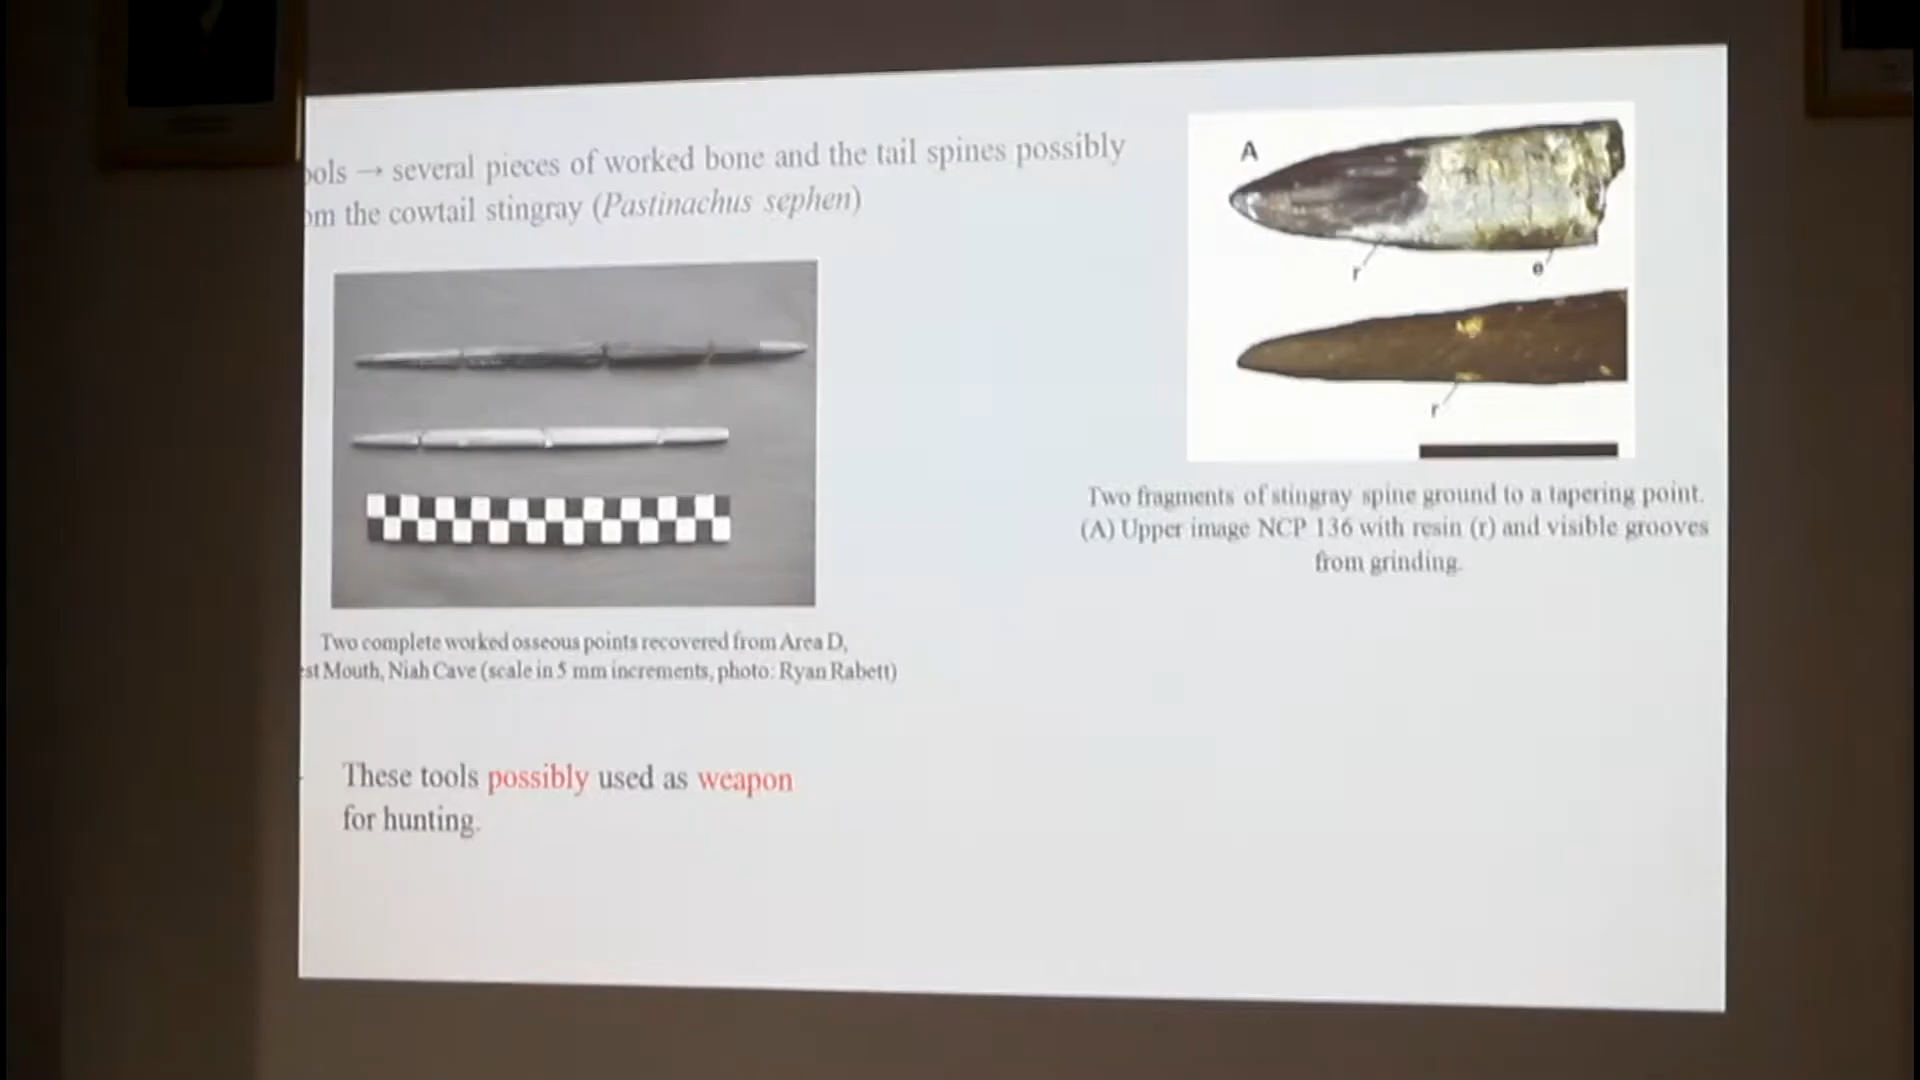 ols → several pieces of worked bone and the tail spines possibly
om the cowtail stingray (Pastinachus sephen)
A
r
e
r
Two fragments of stingray spine ground to a tapering point.
(A) Upper image NCP 136 with resin (r) and visible grooves
from grinding.
Two complete worked osseous points recovered from Area D,
st Mouth, Niah Cave (scale in 5 mm increments, photo: Ryan Rabett)
These tools possibly used as weapon
for hunting.